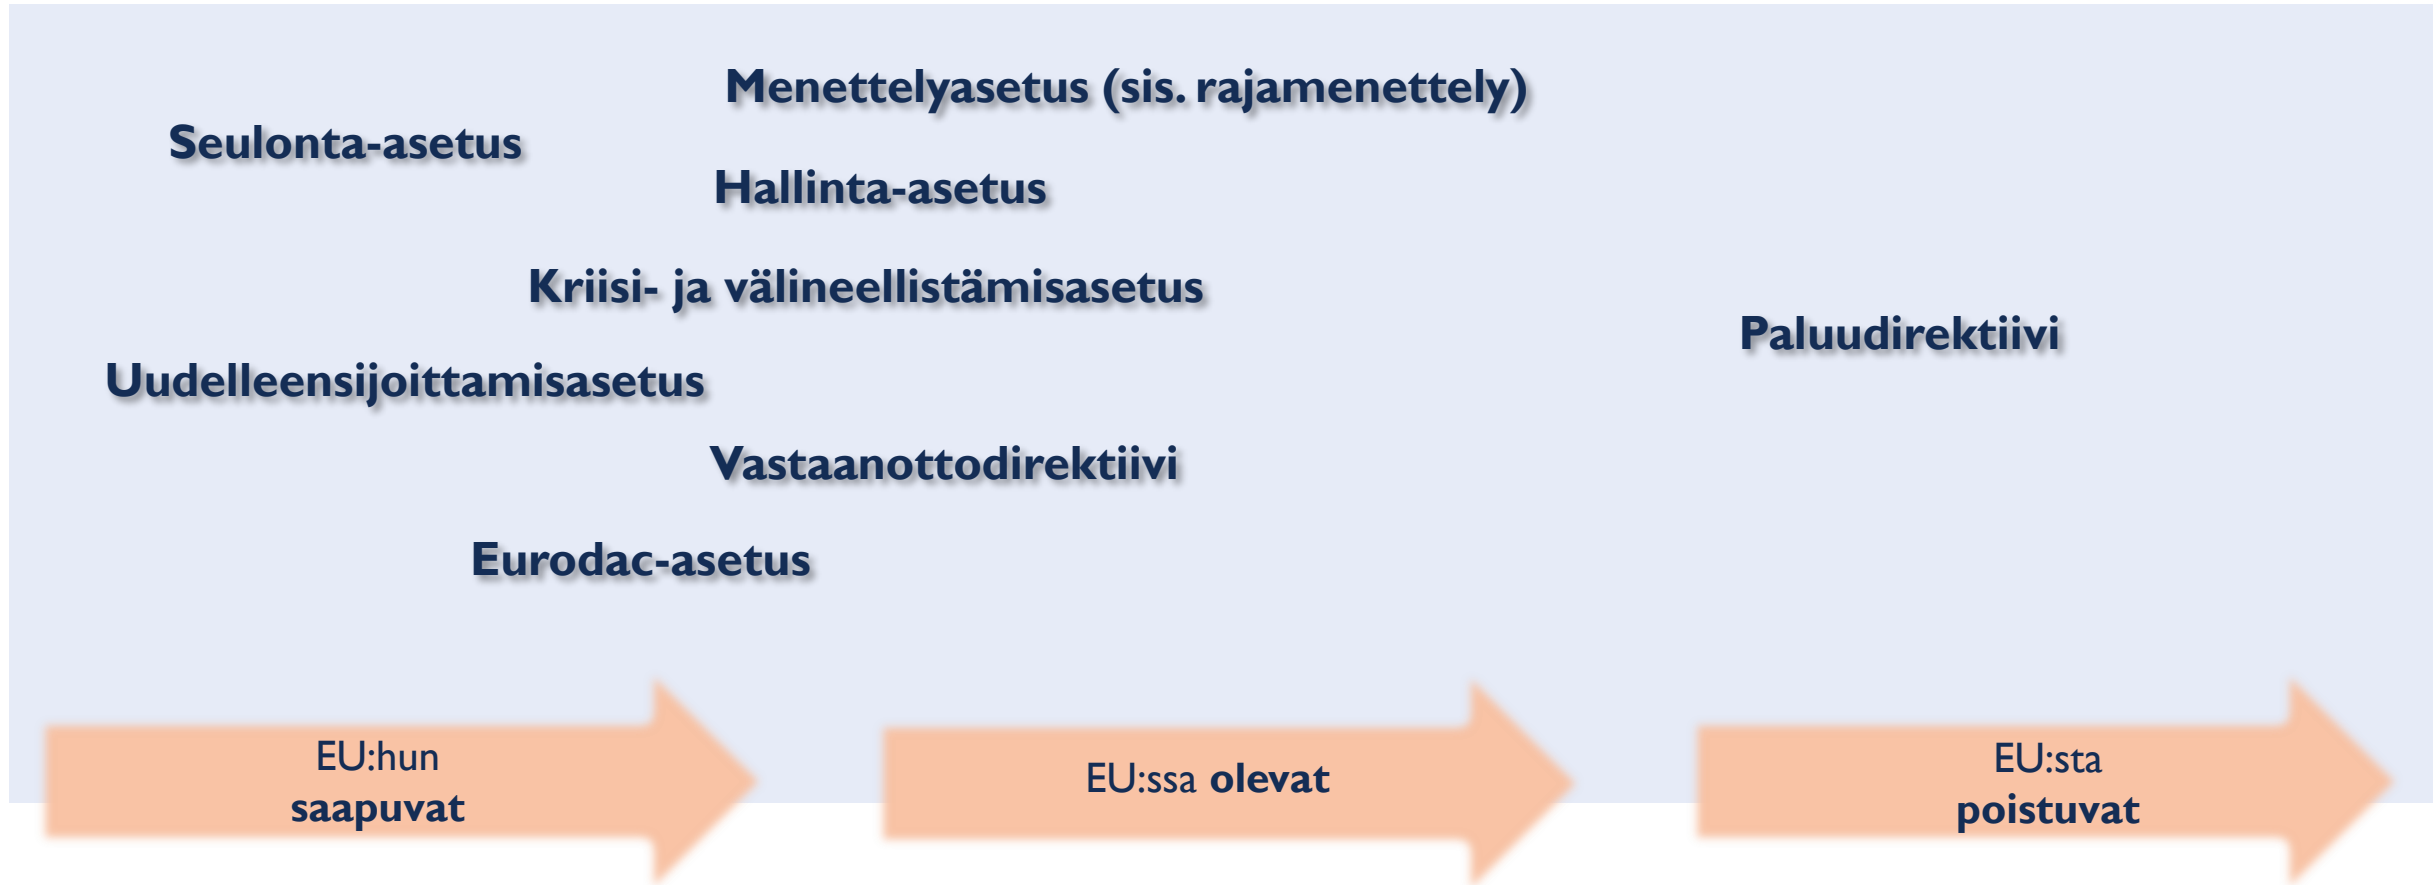 Menettelyasetus (sis. rajamenettely)
Seulonta-asetus
Hallinta-asetus
Kriisi- ja välineellistämisasetus
Paluudirektiivi
Uudelleensijoittamisasetus
Vastaanottodirektiivi
Eurodac-asetus
EU:hun
saapuvat
EU:ssa olevat
EU:sta
poistuvat